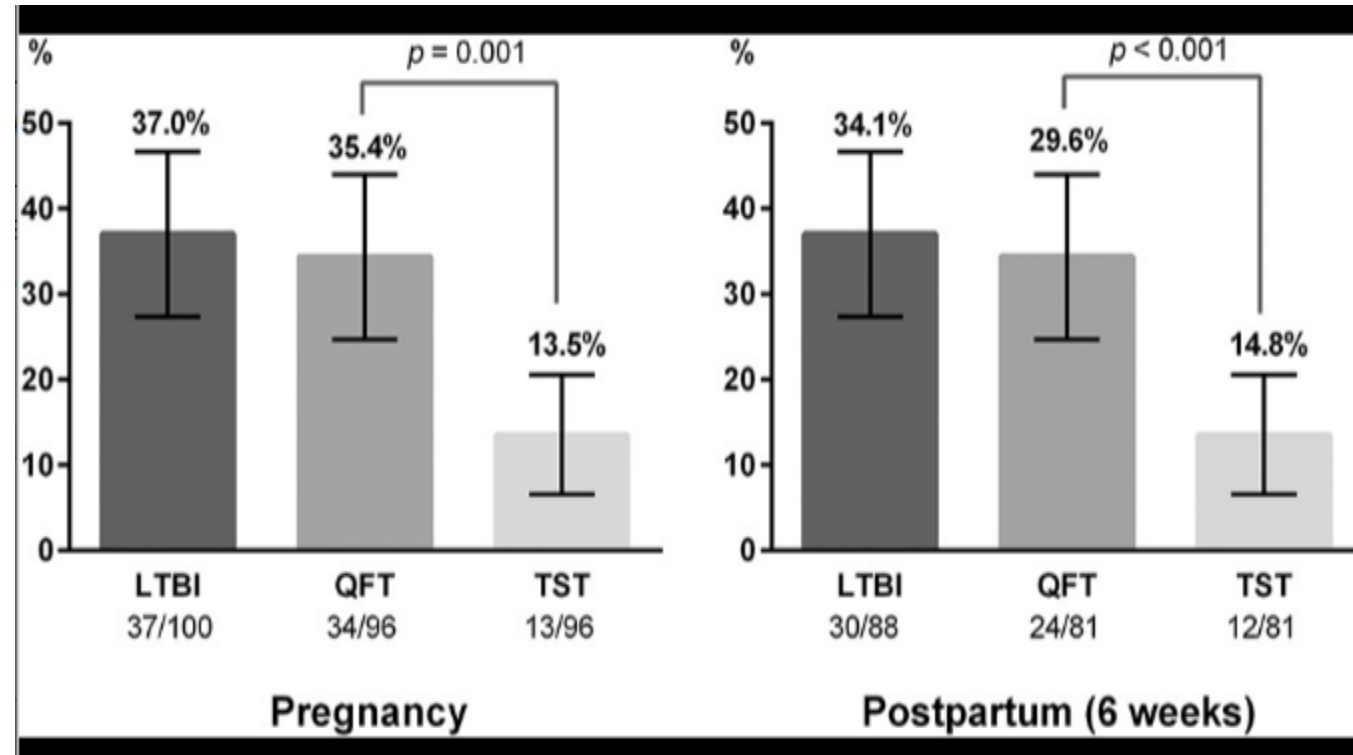 %
p = 0.001
50
37.0%
35.4%
40
30
20
13.5%
10
0
LTBI QFT TST
37/100 34/96 13/96
Pregnancy
%
p < 0.001
50
34.1%
29.6%
40
30
20
14.8%
10
0
LTBI QFT TST
30/88 24/81 12/81
Postpartum (6 weeks)